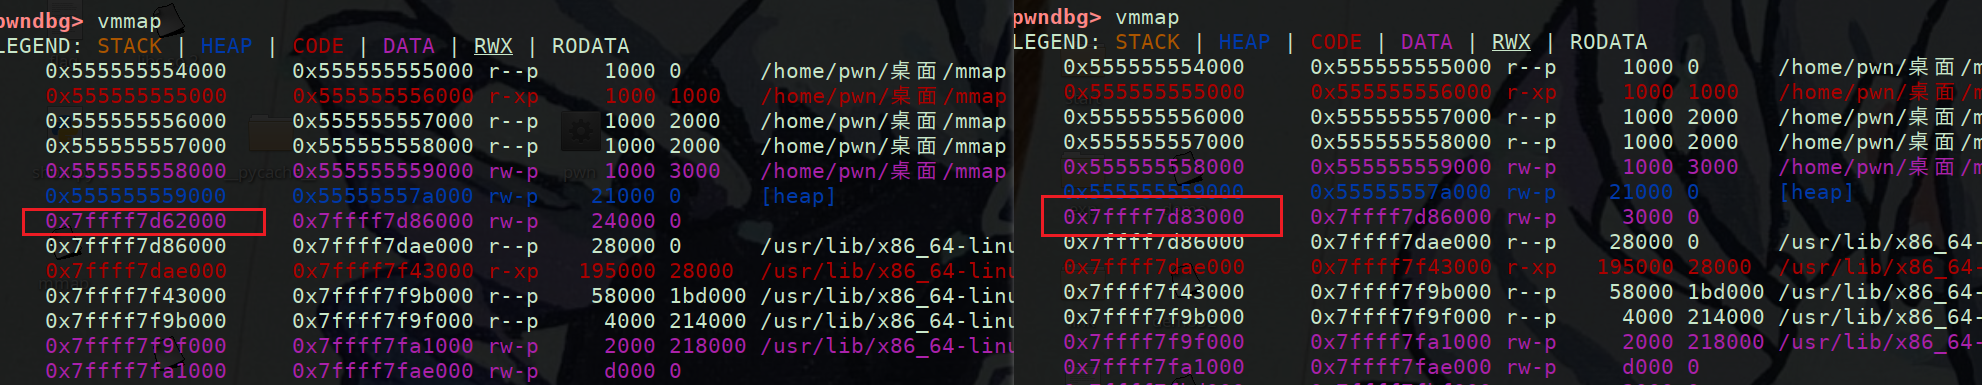 pwndbg> vmmap
LEGEND: STACK | HEAP | CODE | DATA | RWX | RODATA
0x555555554000 0x555555555000 r--p 1000 0 /home/pwn/桌面/mmap
0x555555555000 0x555555556000 r-xp 1000 1000 /home/pwn/桌面/mmap
0x555555556000 0x555555557000 r--p 1000 2000 /home/pwn/桌面/mmap
0x555555557000 0x555555558000 r--p 1000 2000 /home/pwn/桌面/mmap
0x555555558000 0x555555559000 rw-p 1000 3000 /home/pwn/桌面/mmap
0x555555559000 0x55555557a000 rw-p 21000 0 [heap]
0x7ffff7d62000 0x7ffff7d86000 rw-p 24000 0
0x7ffff7d86000 0x7ffff7dae000 r--p 28000 0 /usr/lib/x86_64-linu
0x7ffff7dae000 0x7ffff7f43000 r-xp 195000 28000 /usr/lib/x86_64-linu
0x7ffff7f43000 0x7ffff7f9b000 r--p 58000 1bd000 /usr/lib/x86_64-linu
0x7ffff7f9b000 0x7ffff7f9f000 r--p 4000 214000 /usr/lib/x86_64-linu
0x7ffff7f9f000 0x7ffff7fa1000 rw-p 2000 218000 /usr/lib/x86_64-linu
0x7ffff7fa1000 0x7ffff7fae000 rw-p d000 0
pwndbg> vmmap
LEGEND: STACK | HEAP | CODE | DATA | RWX | RODATA
0x555555554000 0x555555555000 r--p 1000 0 /home/pwn/桌面/m
0x555555555000 0x555555556000 r-xp 1000 1000 /home/pwn/桌面/m
0x555555556000 0x555555557000 r--p 1000 2000 /home/pwn/桌面/m
0x555555557000 0x555555558000 r--p 1000 2000 /home/pwn/桌面/m
0x555555558000 0x555555559000 rw-p 1000 3000 /home/pwn/桌面/m
0x555555559000 0x55555557a000 rw-p 21000 0 [heap]
0x7ffff7d83000 0x7ffff7d86000 rw-p 3000 0
0x7ffff7d86000 0x7ffff7dae000 r--p 28000 0 /usr/lib/x86_64-
0x7ffff7dae000 0x7ffff7f43000 r-xp 195000 28000 /usr/lib/x86_64-
0x7ffff7f43000 0x7ffff7f9b000 r--p 58000 1bd000 /usr/lib/x86_64-
0x7ffff7f9b000 0x7ffff7f9f000 r--p 4000 214000 /usr/lib/x86_64-
0x7ffff7f9f000 0x7ffff7fa1000 rw-p 2000 218000 /usr/lib/x86_64-
0x7ffff7fa1000 0x7ffff7fae000 rw-p d000 0